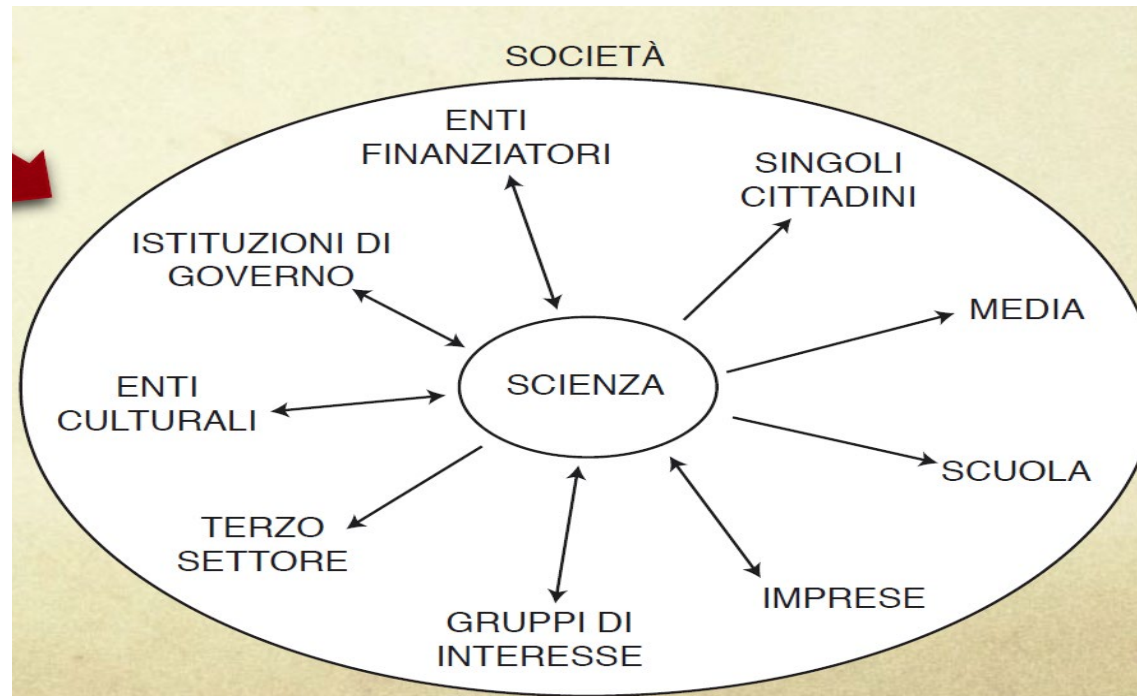 SOCIETÀ
ENTI
FINANZIATORI
SINGOLI
CITTADINI
ISTITUZIONI DI
GOVERNO
MEDIA
ENTI
CULTURALI
SCIENZA
SCUOLA
TERZO
SETTORE
IMPRESE
GRUPPI DI
INTERESSE